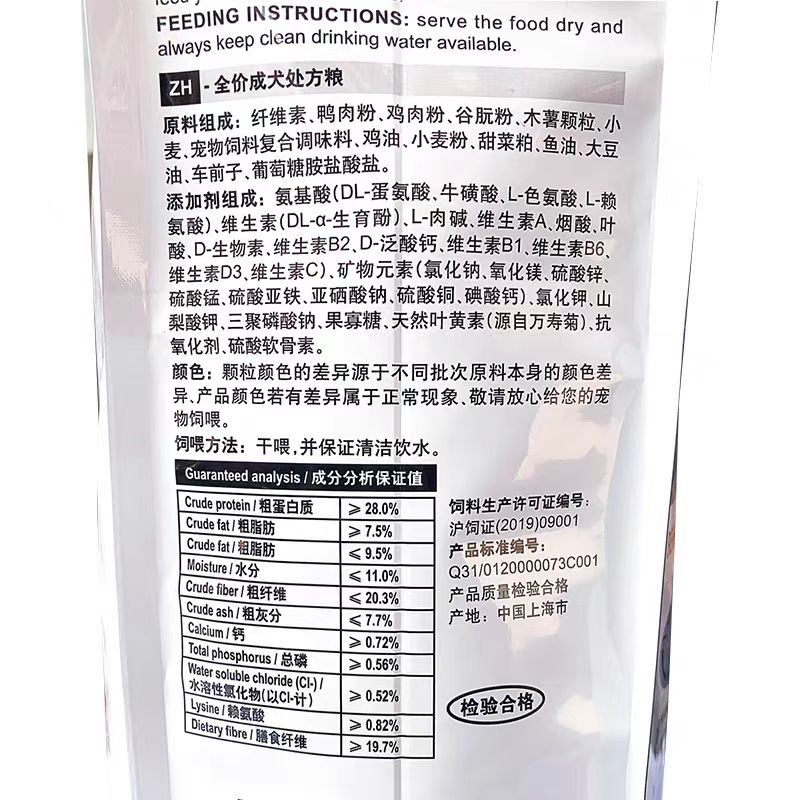 FEEDING INSTRUCTIONS: serve the food dry and
always keep clean drinking water available.
ZH - 全价成犬处方粮
原料组成：纤维素、鸭肉粉、鸡肉粉、谷朊粉、木薯颗粒、小
麦、宠物饲料复合调味料、鸡油、小麦粉、甜菜粕、鱼油、大豆
油、车前子、葡萄糖胺盐酸盐。
添加剂组成：氨基酸(DL-蛋氨酸、牛磺酸、L-色氨酸、L-赖
氨酸)、维生素(DL-α-生育酚)、L-肉碱、维生素A、烟酸、叶
酸、D-生物素、维生素B2、D-泛酸钙、维生素B1、维生素B6、
维生素D3、维生素C)、矿物元素(氯化钠、氧化镁、硫酸锌、
硫酸锰、硫酸亚铁、亚硒酸钠、硫酸铜、碘酸钙)、氯化钾、山
梨酸钾、三聚磷酸钠、果寡糖、天然叶黄素(源自万寿菊)、抗
氧化剂、硫酸软骨素。
颜色：颗粒颜色的差异源于不同批次原料本身的颜色差
异、产品颜色若有差异属于正常现象、敬请放心给您的宠
物饲喂。
饲喂方法：干喂，并保证清洁饮水。
Guaranteed analysis / 成分分析保证值
Crude protein / 粗蛋白质 ⩾ 28.0%
Crude fat / 粗脂肪 ⩾ 7.5%
Crude fat / 粗脂肪 ⩽ 9.5%
Moisture / 水分 ⩽ 11.0%
Crude fiber / 粗纤维 ⩽ 20.3%
Crude ash / 粗灰分 ⩽ 7.7%
Calcium / 钙 ⩾ 0.72%
Total phosphorus / 总磷 ⩾ 0.56%
Water soluble chloride (Cl-) /
水溶性氯化物(以Cl-计) ⩾ 0.52%
Lysine / 赖氨酸 ⩾ 0.82%
Dietary fibre / 膳食纤维 ⩾ 19.7%
饲料生产许可证编号：
沪饲证(2019)09001
产品标准编号：
Q31/0120000073C001
产品质量检验合格
产地：中国上海市
检验合格